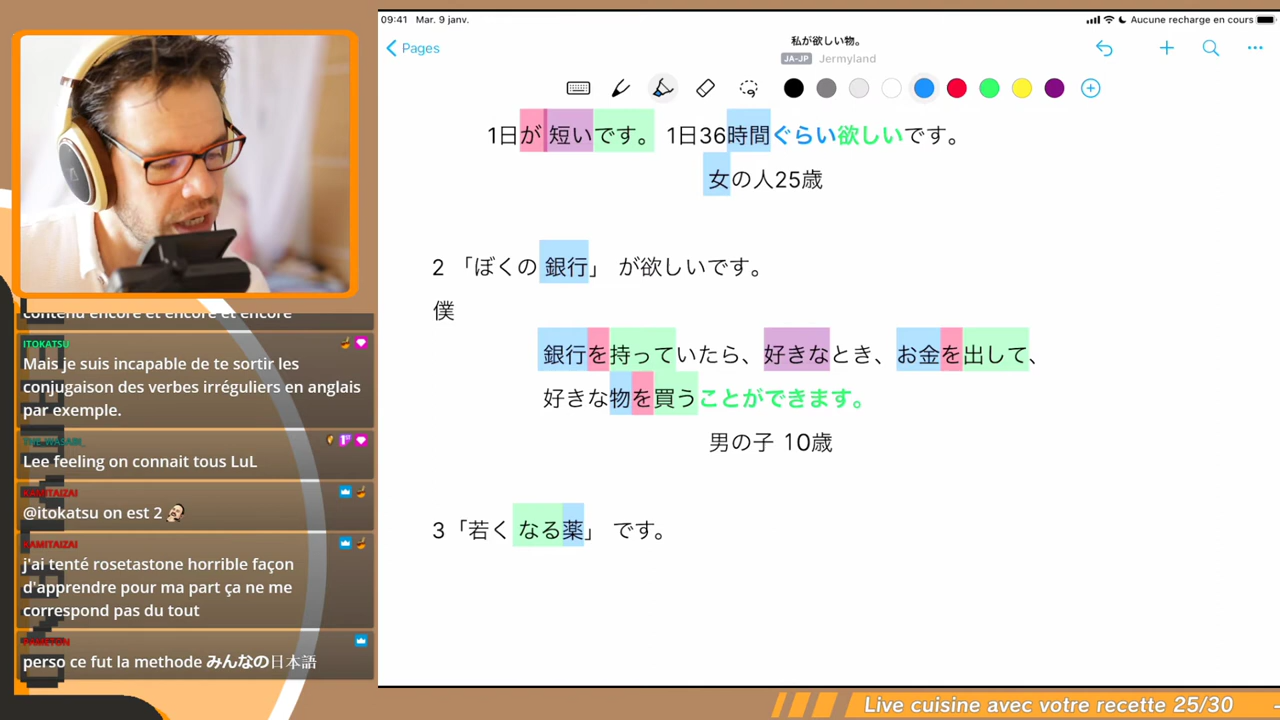 09:41 Mar. 9 janv.
Aucune recharge en cours
Pages
私が欲しい物。
JA-JP Jermyland
1日が 短いです。 1日36時間ぐらい欲しいです。
女の人25歳
2 「ぼくの 銀行」 が欲しいです。
僕
銀行を持っていたら、好きなとき、お金を出して、
好きな物を買うことができます。
男の子 10歳
3「若く なる薬」 です。
contenu encore et encore et encore
ITOKATSU
Mais je suis incapable de te sortir les
conjugaison des verbes irréguliers en anglais
par exemple.
Lee feeling on connait tous LuL
KAMITAIZAI
@itokatsu on est 2
KAMITAIZAI
j'ai tenté rosetastone horrible façon
d'apprendre pour ma part ça ne me
correspond pas du tout
perso ce fut la methode みんなの日本語
Live cuisine avec votre recette 25/30